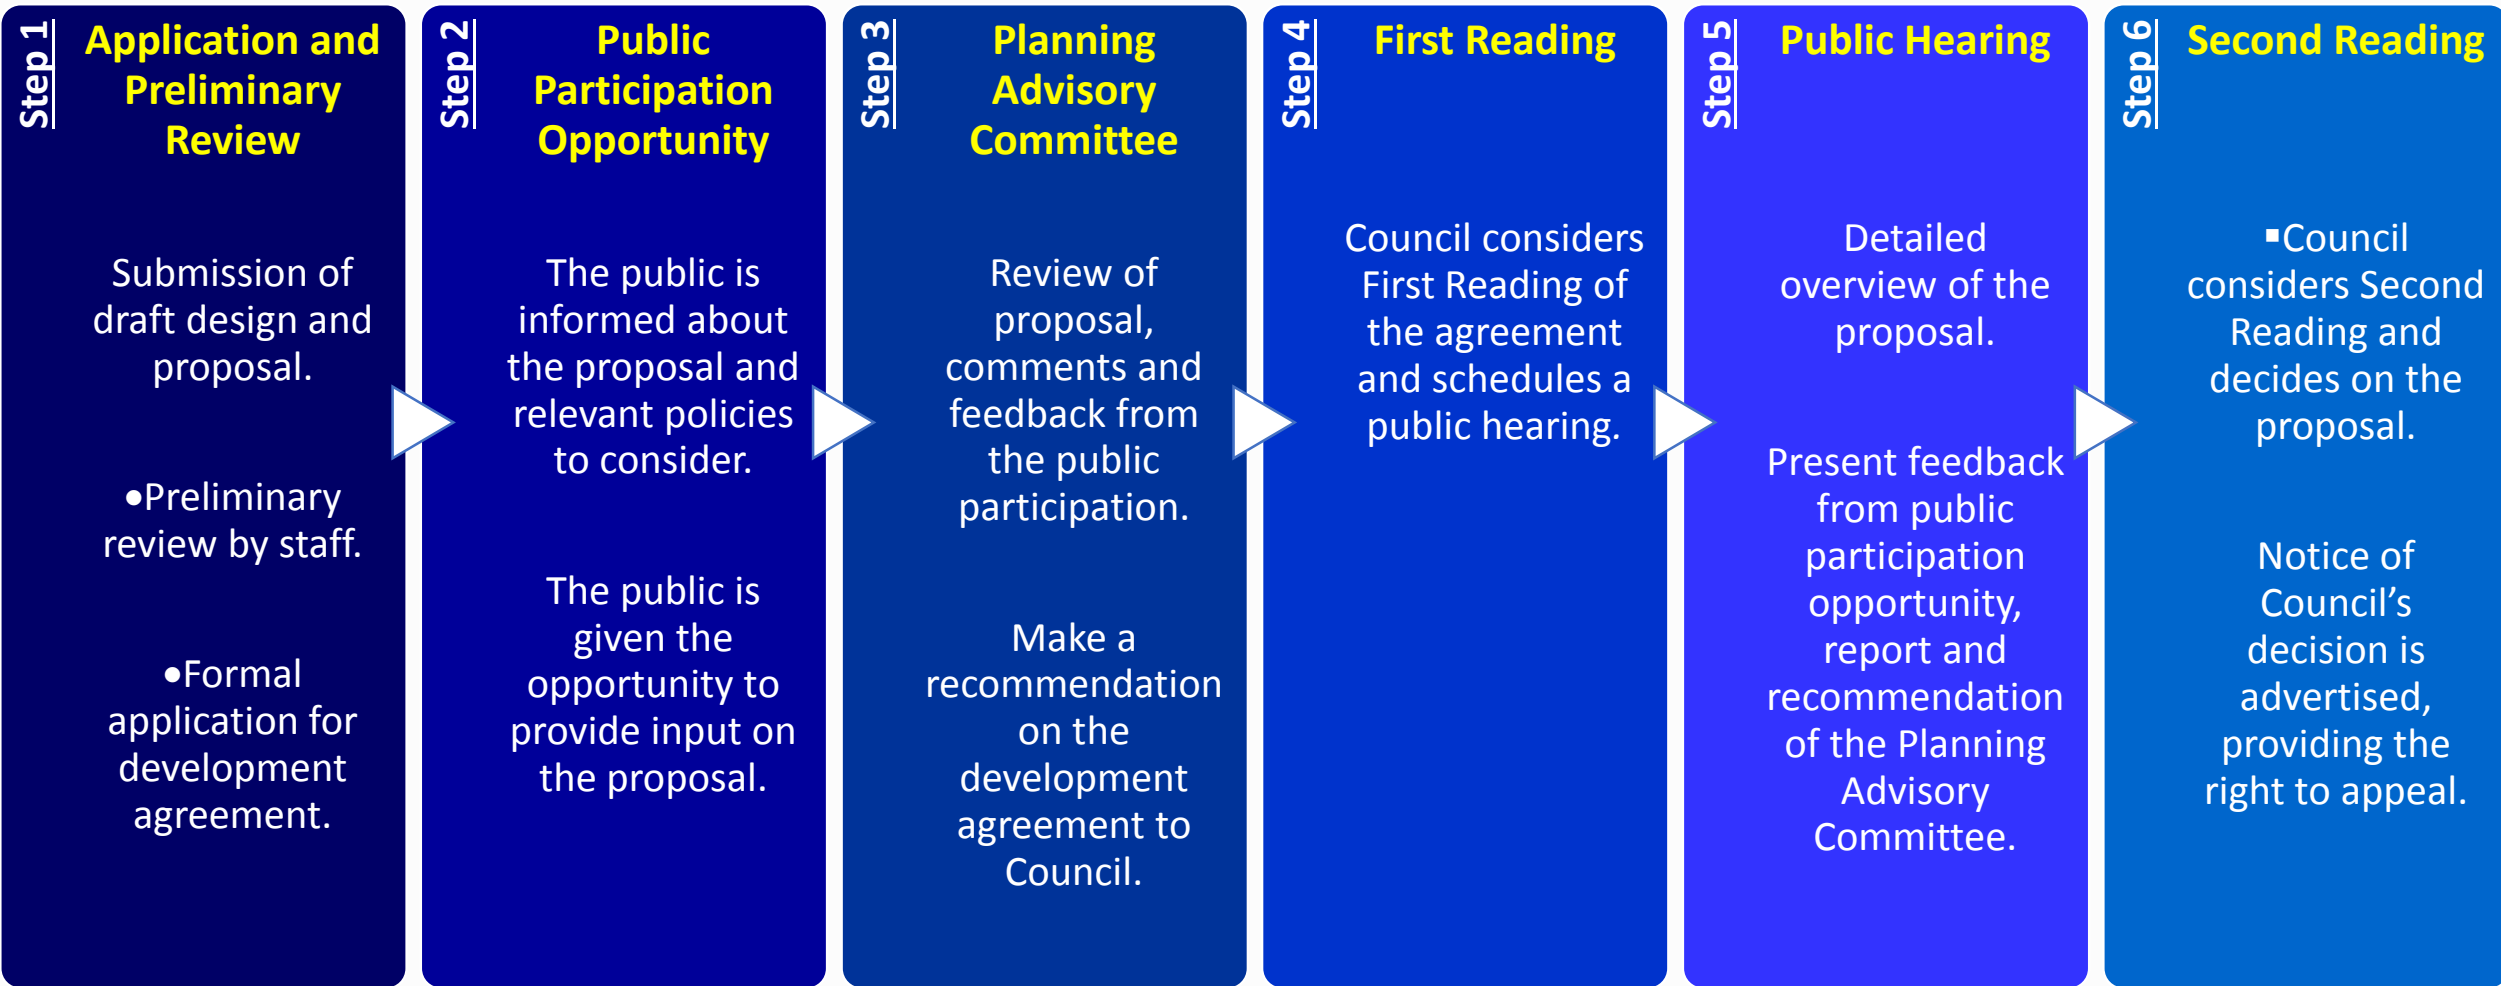 Step 1
Application and
Preliminary
Review
Submission of
draft design and
proposal.
•Preliminary
review by staff.
•Formal
application for
development
agreement.
Step 2
Public
Participation
Opportunity
The public is
informed about
the proposal and
relevant policies
to consider.
The public is
given the
opportunity to
provide input on
the proposal.
Step 3
Planning
Advisory
Committee
Review of
proposal,
comments and
feedback from
the public
participation.
Make a
recommendation
on the
development
agreement to
Council.
Step 4
First Reading
Council considers
First Reading of
the agreement
and schedules a
public hearing.
Step 5
Public Hearing
Detailed
overview of the
proposal.
Present feedback
from public
participation
opportunity,
report and
recommendation
of the Planning
Advisory
Committee.
Step 6
Second Reading
▪Council
considers Second
Reading and
decides on the
proposal.
Notice of
Council’s
decision is
advertised,
providing the
right to appeal.